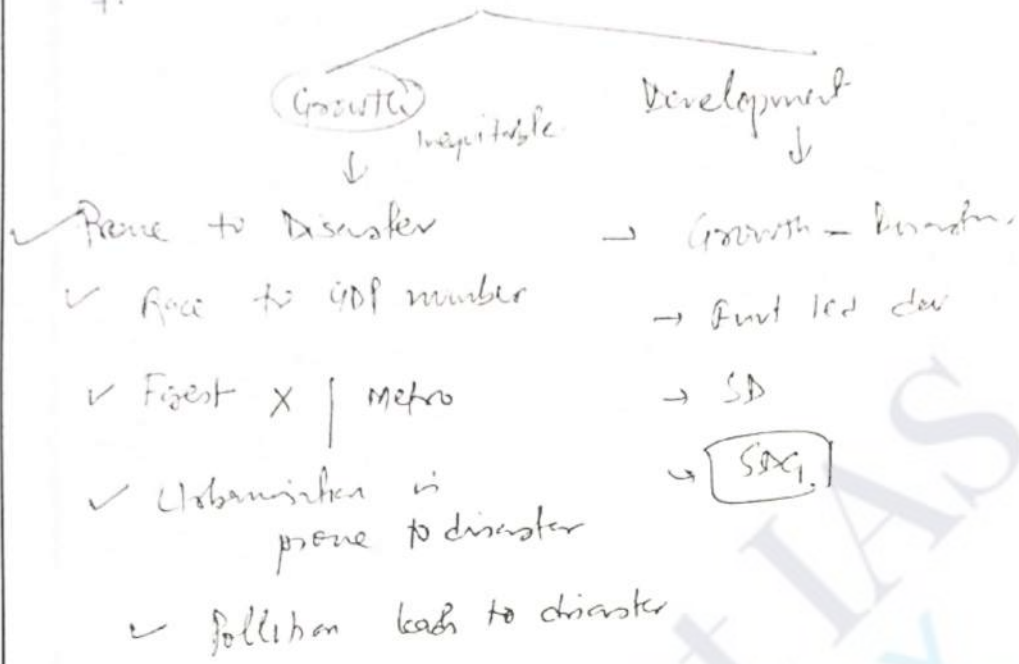 Growth Development
Inequitable
↓ ↓
✓ Prone to Disaster → Growth - Disaster.
✓ Race to GDP number → led dev
✓ Forest X | Metro → SD
✓ Urbanisation is → SDG.
prone to disaster
✓ Pollution leads to disaster
IAS